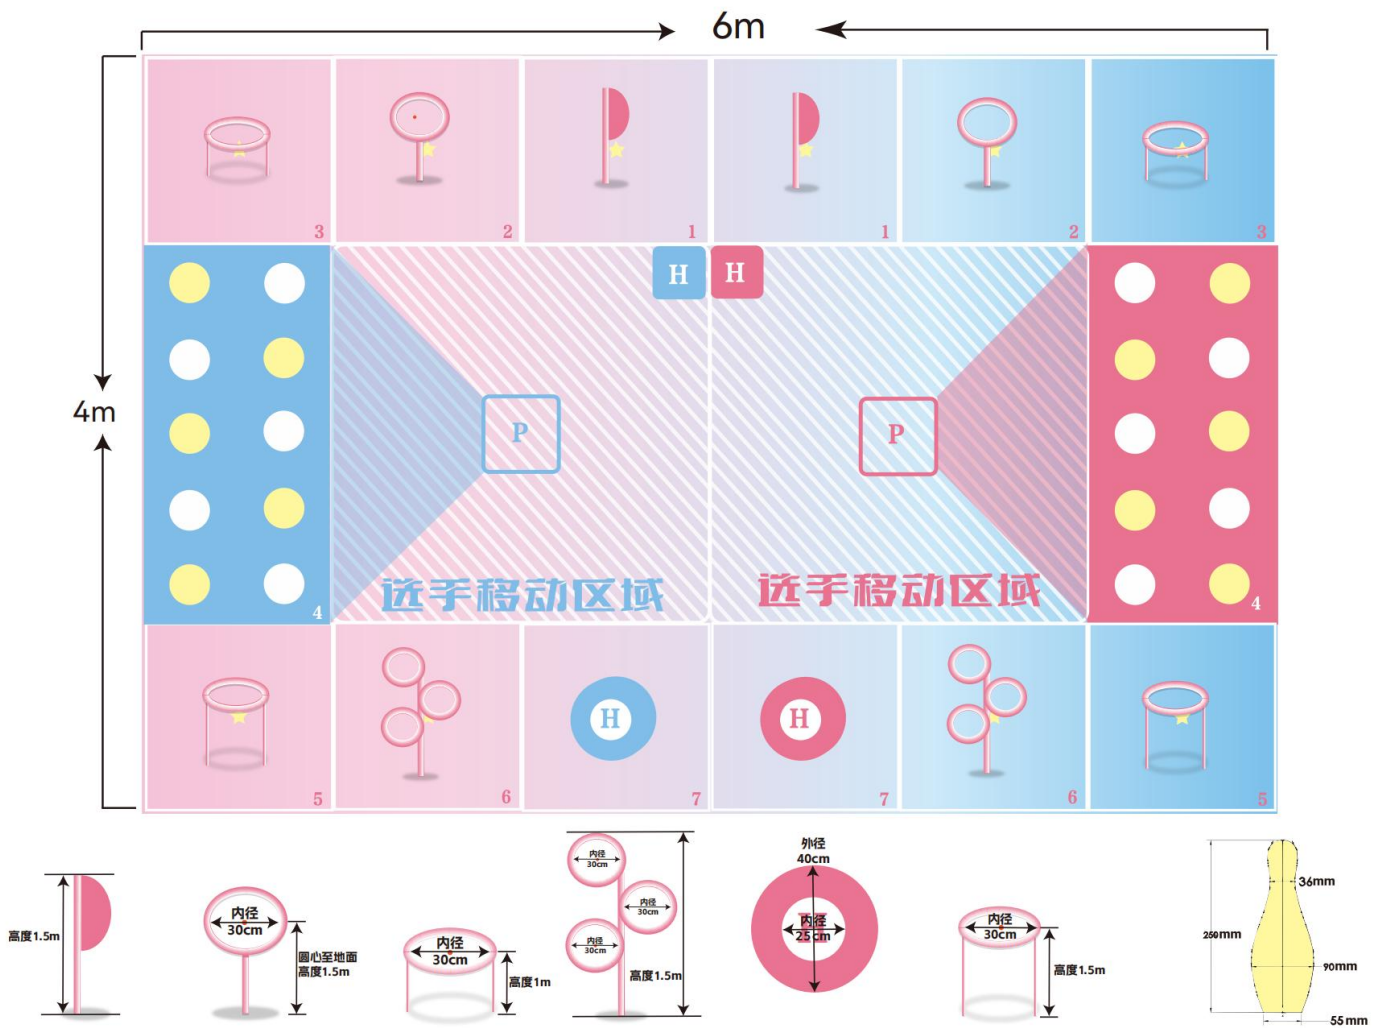 6m
3
2
1
1
2
3
H
H
4m
P
P
选手移动区域
选手移动区域
4
4
H
H
5
6
7
7
6
5
高度1.5m
内径
30cm
圆心至地面
高度1.5m
内径
30cm
高度1m
内径
30cm
内径
30cm
内径
30cm
高度1.5m
外径
40cm
H
内径
25cm
内径
30cm
高度1.5m
36mm
250mm
90mm
55mm